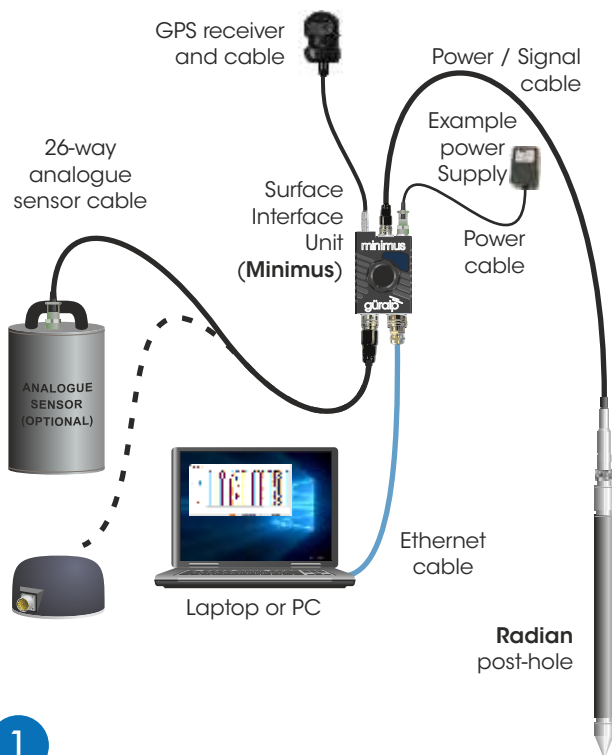 GPS receiver
and cable
Power / Signal
cable
Example
power
Supply
26-way
analogue
sensor cable
Surface
Interface
Unit
(Minimus)
Power
cable
minimus
güralp
ANALOGUE
SENSOR
(OPTIONAL)
Ethernet
cable
Laptop or PC
Radian
post-hole
1